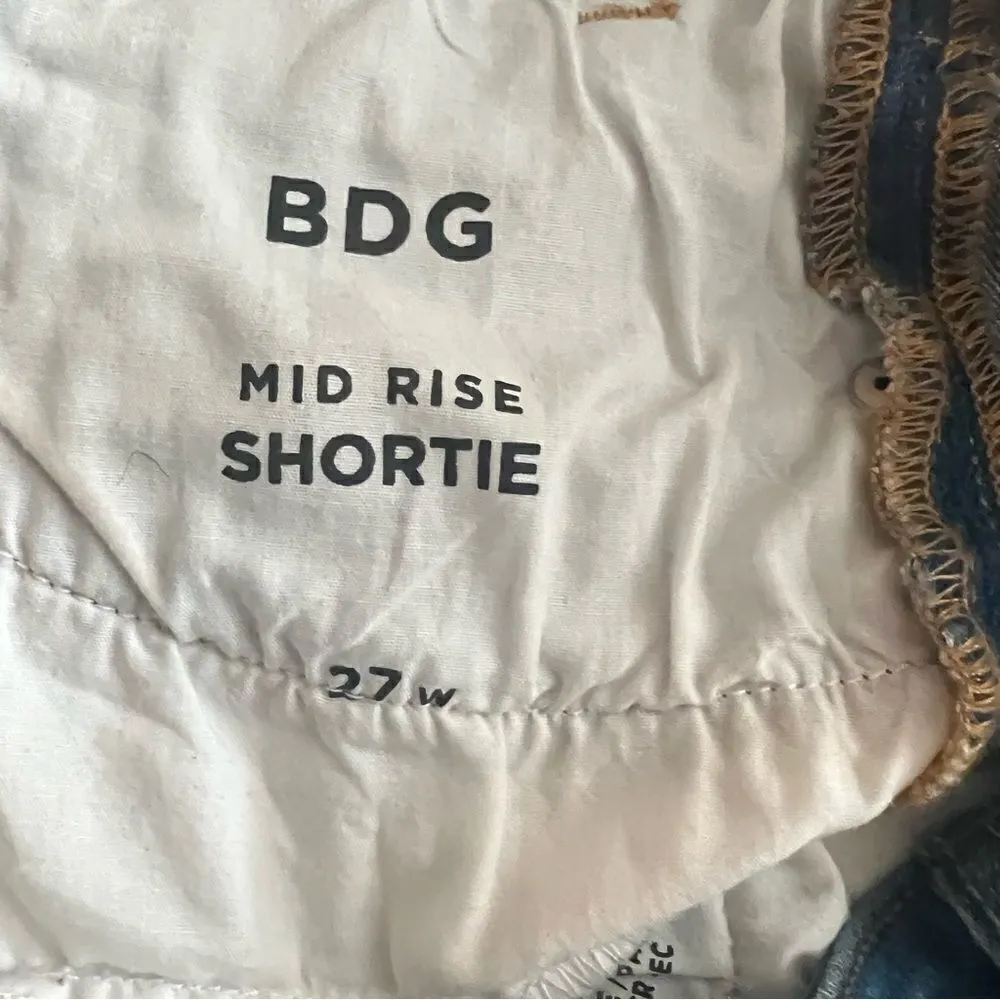 BDG
MID RISE
SHORTIE
27 W